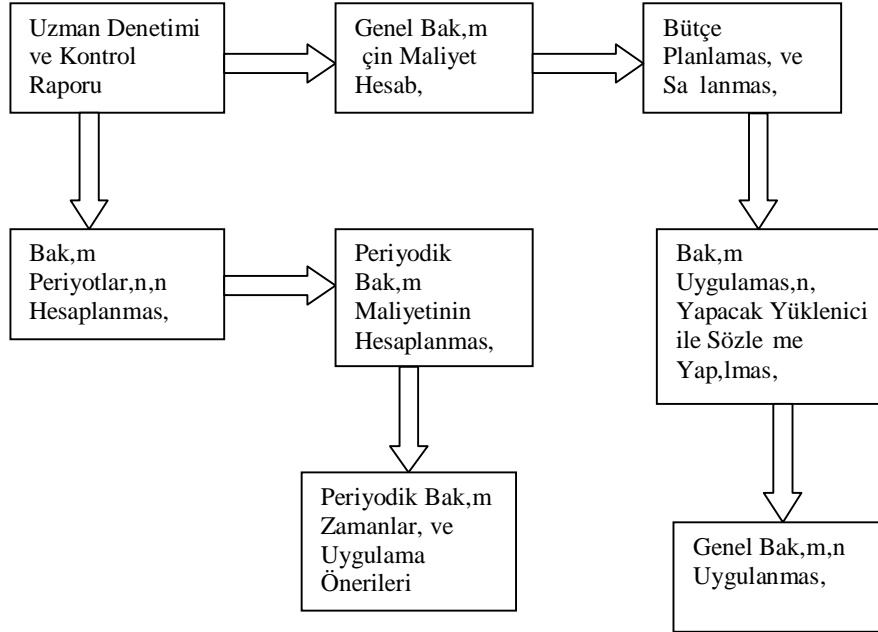 Uzman Denetimi
ve Kontrol
Raporu
Genel Bak,m
çin Maliyet
Hesab,
Bütçe
Planlamas, ve
Sa lanmas,
Bak,m
Periyotlar,n,n
Hesaplanmas,
Periyodik
Bak,m
Maliyetinin
Hesaplanmas,
Bak,m
Uygulamas,n,
Yapacak Yüklenici
ile Sözle me
Yap,lmas,
Periyodik Bak,m
Zamanlar, ve
Uygulama
Önerileri
Genel Bak,m,n
Uygulanmas,